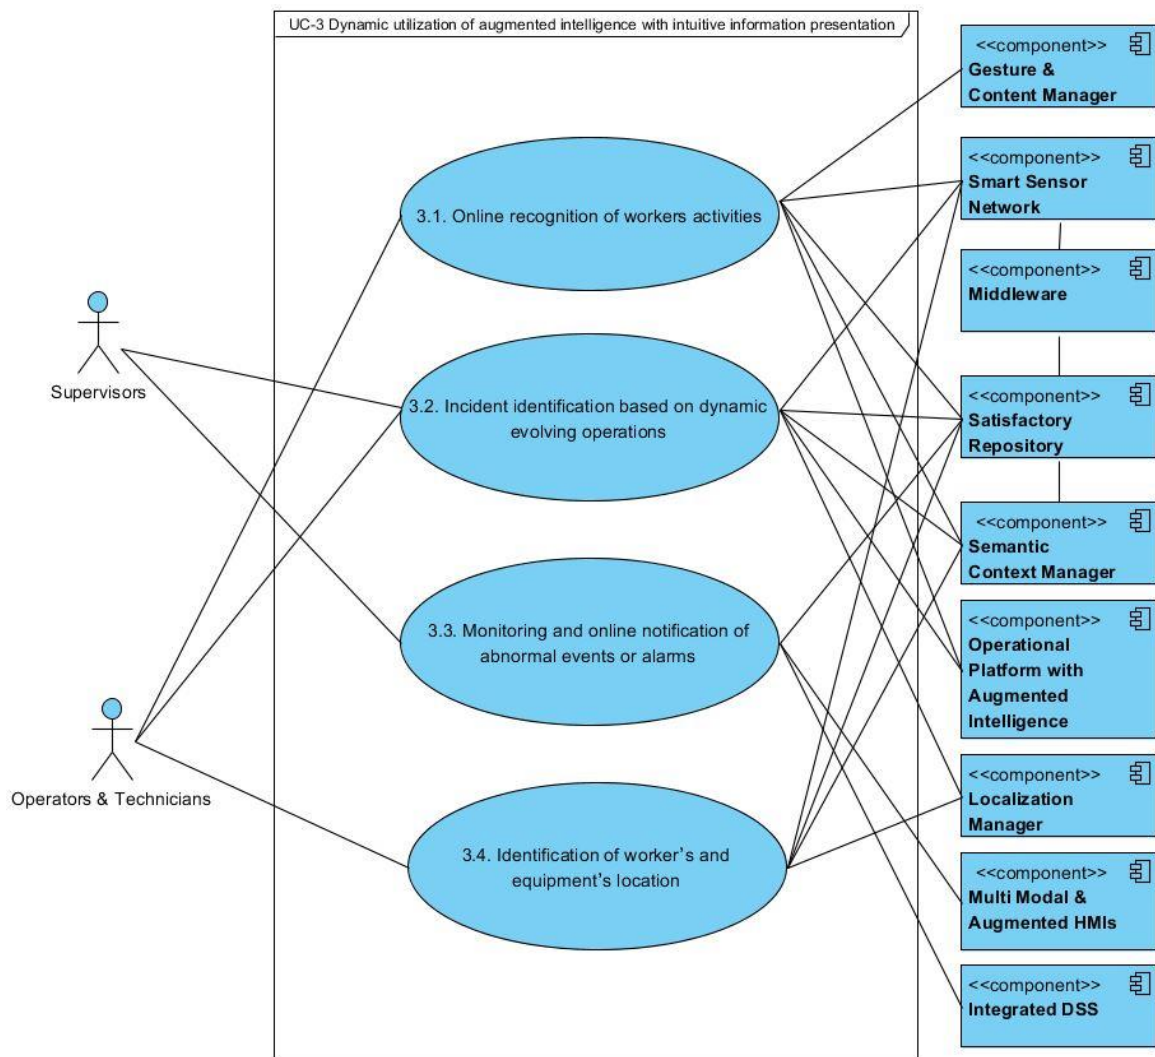 UC-3 Dynamic utilization of augmented intelligence with intuitive information presentation
<<component>>
Gesture &
Content Manager
<<component>>
Smart Sensor
Network
3.1. Online recognition of workers activities
<<component>>
Middleware
Supervisors
3.2. Incident identification based on dynamic
evolving operations
<<component>>
Satisfactory
Repository
<<component>>
Semantic
Context Manager
3.3. Monitoring and online notification of
abnormal events or alarms
<<component>>
Operational
Platform with
Augmented
Intelligence
Operators & Technicians
<<component>>
Localization
Manager
3.4. Identification of worker's and
equipment's location
<<component>>
Multi Modal &
Augmented HMIs
<<component>>
Integrated DSS